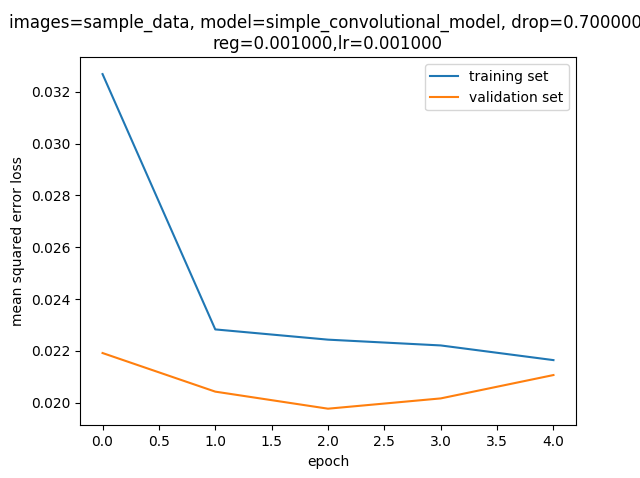 images=sample_data, model=simple_convolutional_model, drop=0.700000
reg=0.001000,lr=0.001000
training set
validation set
mean squared error loss
0.032
0.030
0.028
0.026
0.024
0.022
0.020
0.0 0.5 1.0 1.5 2.0 2.5 3.0 3.5 4.0
epoch